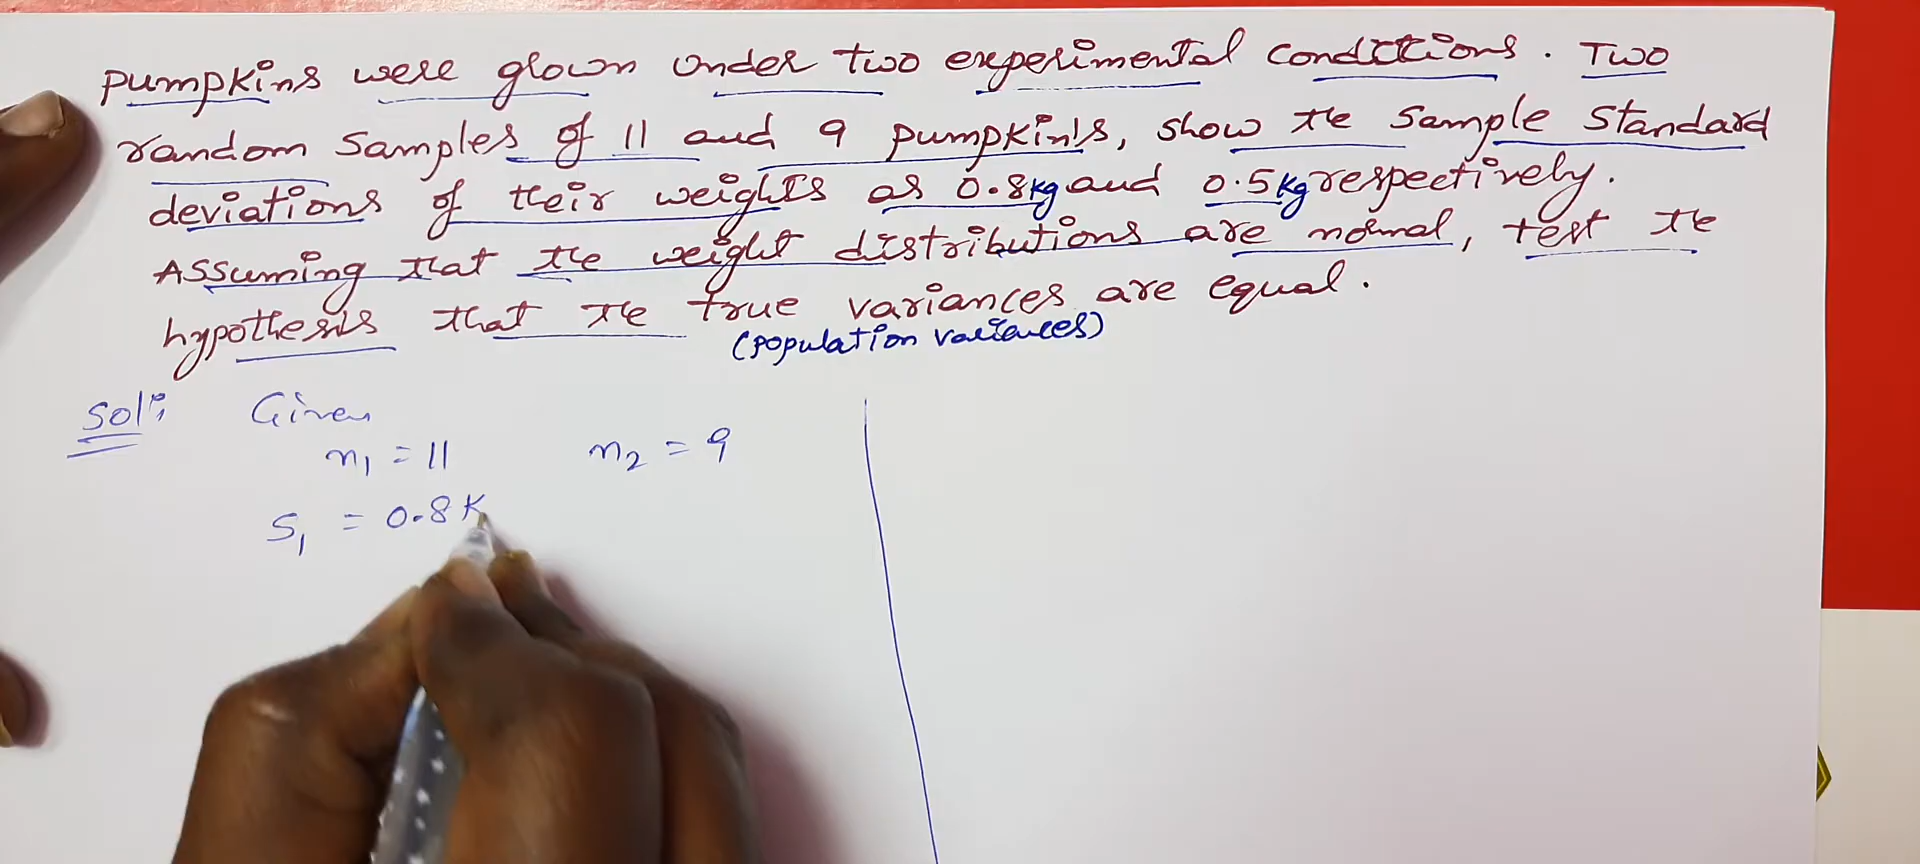 Pumpkins were grown under two experimental conditions. Two
random samples of 11 and 9 pumpkins, show the sample standard
deviations of their weights as 0.8kg and 0.5kg respectively.
Assuming that the weight distributions are normal, test the
hypothesis that the true variances are equal.
(population variances)
Sol:
Given
n1 = 11 n2 = 9
S1 = 0.8 K